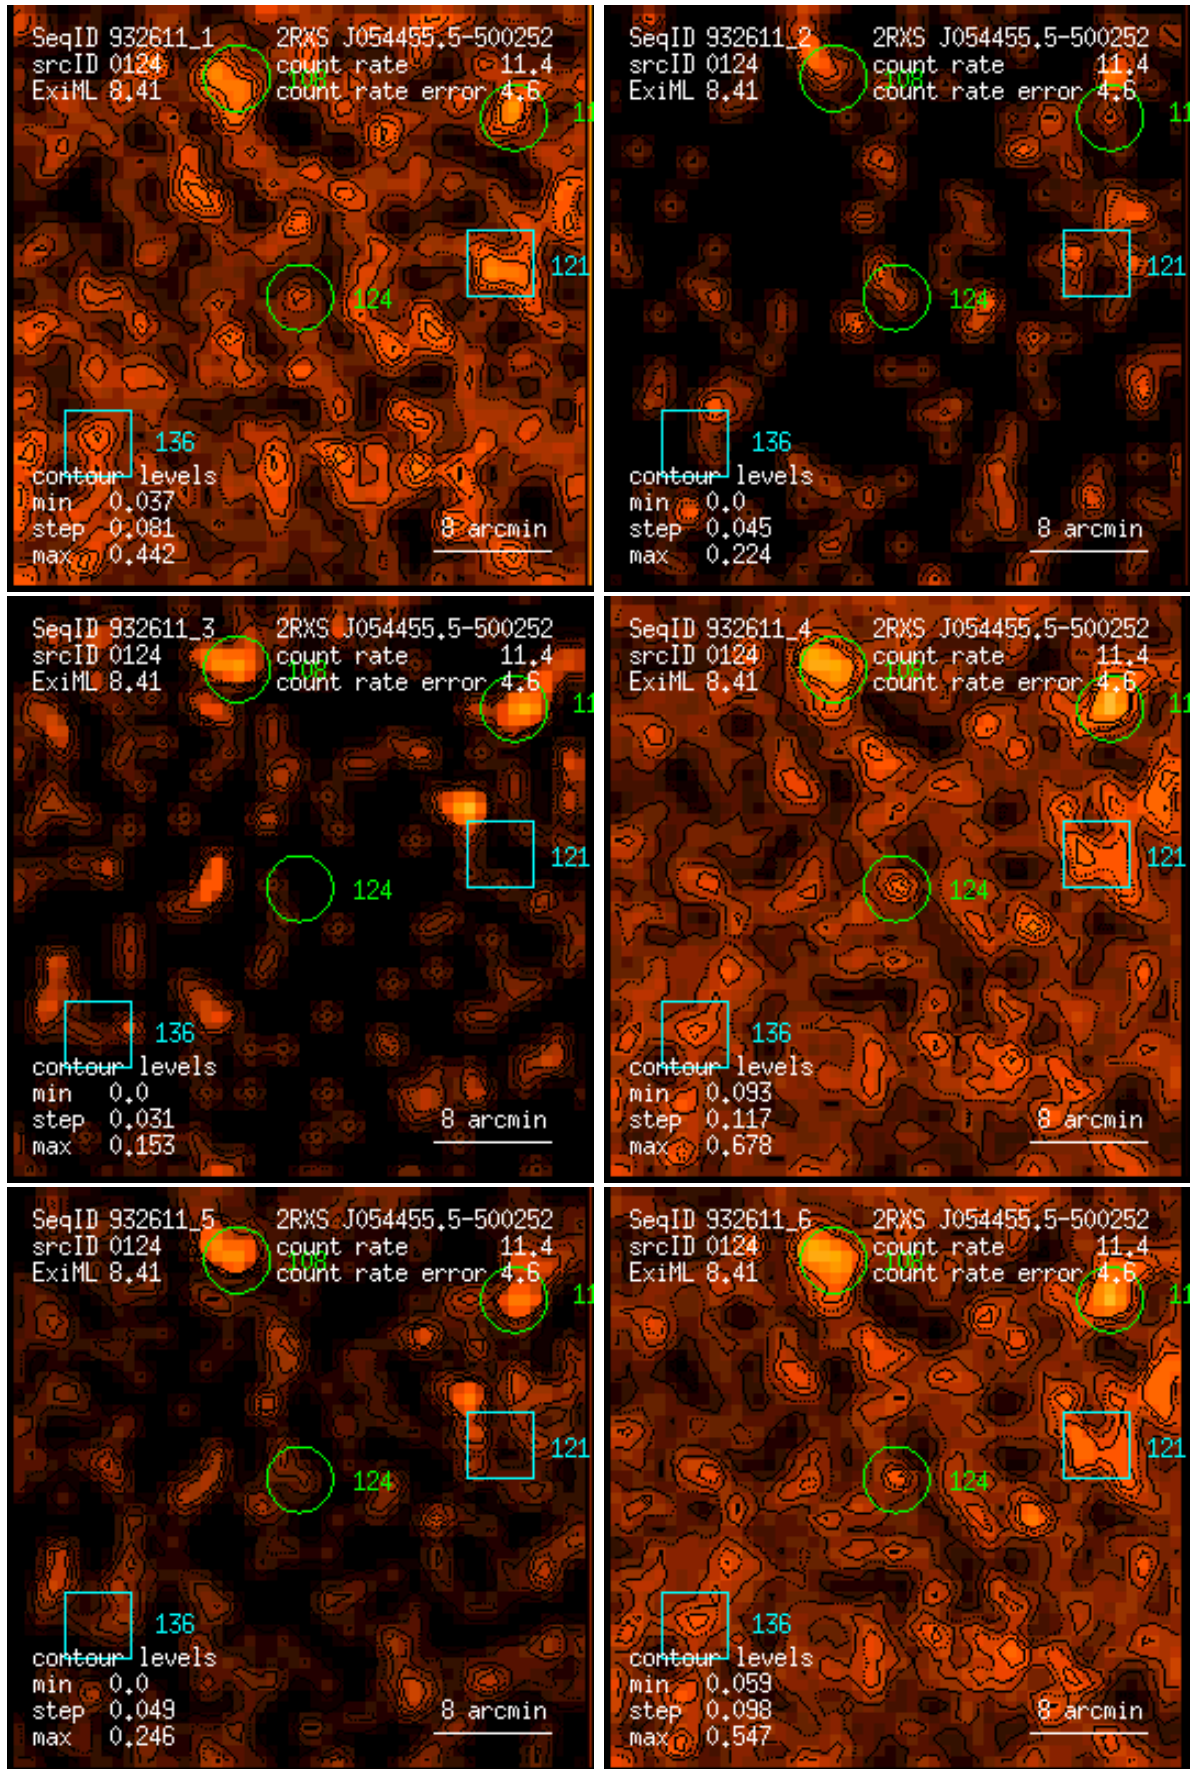 SeqID 932611_1 2RXS J054455.5-500252
srcID 0124 count rate 11.4
ExiML 8.41 108 count rate error 4.6
11
121
124
136
contour levels
min 0.037
step 0.081 8 arcmin
max 0.442
SeqID 932611_2 2RXS J054455.5-500252
srcID 0124 count rate 11.4
ExiML 8.41 108 count rate error 4.6
11
121
124
136
contour levels
min 0.0
step 0.045 8 arcmin
max 0.224
SeqID 932611_3 2RXS J054455.5-500252
srcID 0124 count rate 11.4
ExiML 8.41 108 count rate error 4.6
11
121
124
136
contour levels
min 0.0
step 0.031 8 arcmin
max 0.153
SeqID 932611_4 2RXS J054455.5-500252
srcID 0124 count rate 11.4
ExiML 8.41 108 count rate error 4.6
11
121
124
136
contour levels
min 0.093
step 0.117 8 arcmin
max 0.678
SeqID 932611_5 2RXS J054455.5-500252
srcID 0124 count rate 11.4
ExiML 8.41 108 count rate error 4.6
11
121
124
136
contour levels
min 0.0
step 0.049 8 arcmin
max 0.246
SeqID 932611_6 2RXS J054455.5-500252
srcID 0124 count rate 11.4
ExiML 8.41 108 count rate error 4.6
11
121
124
136
contour levels
min 0.059
step 0.098 8 arcmin
max 0.547